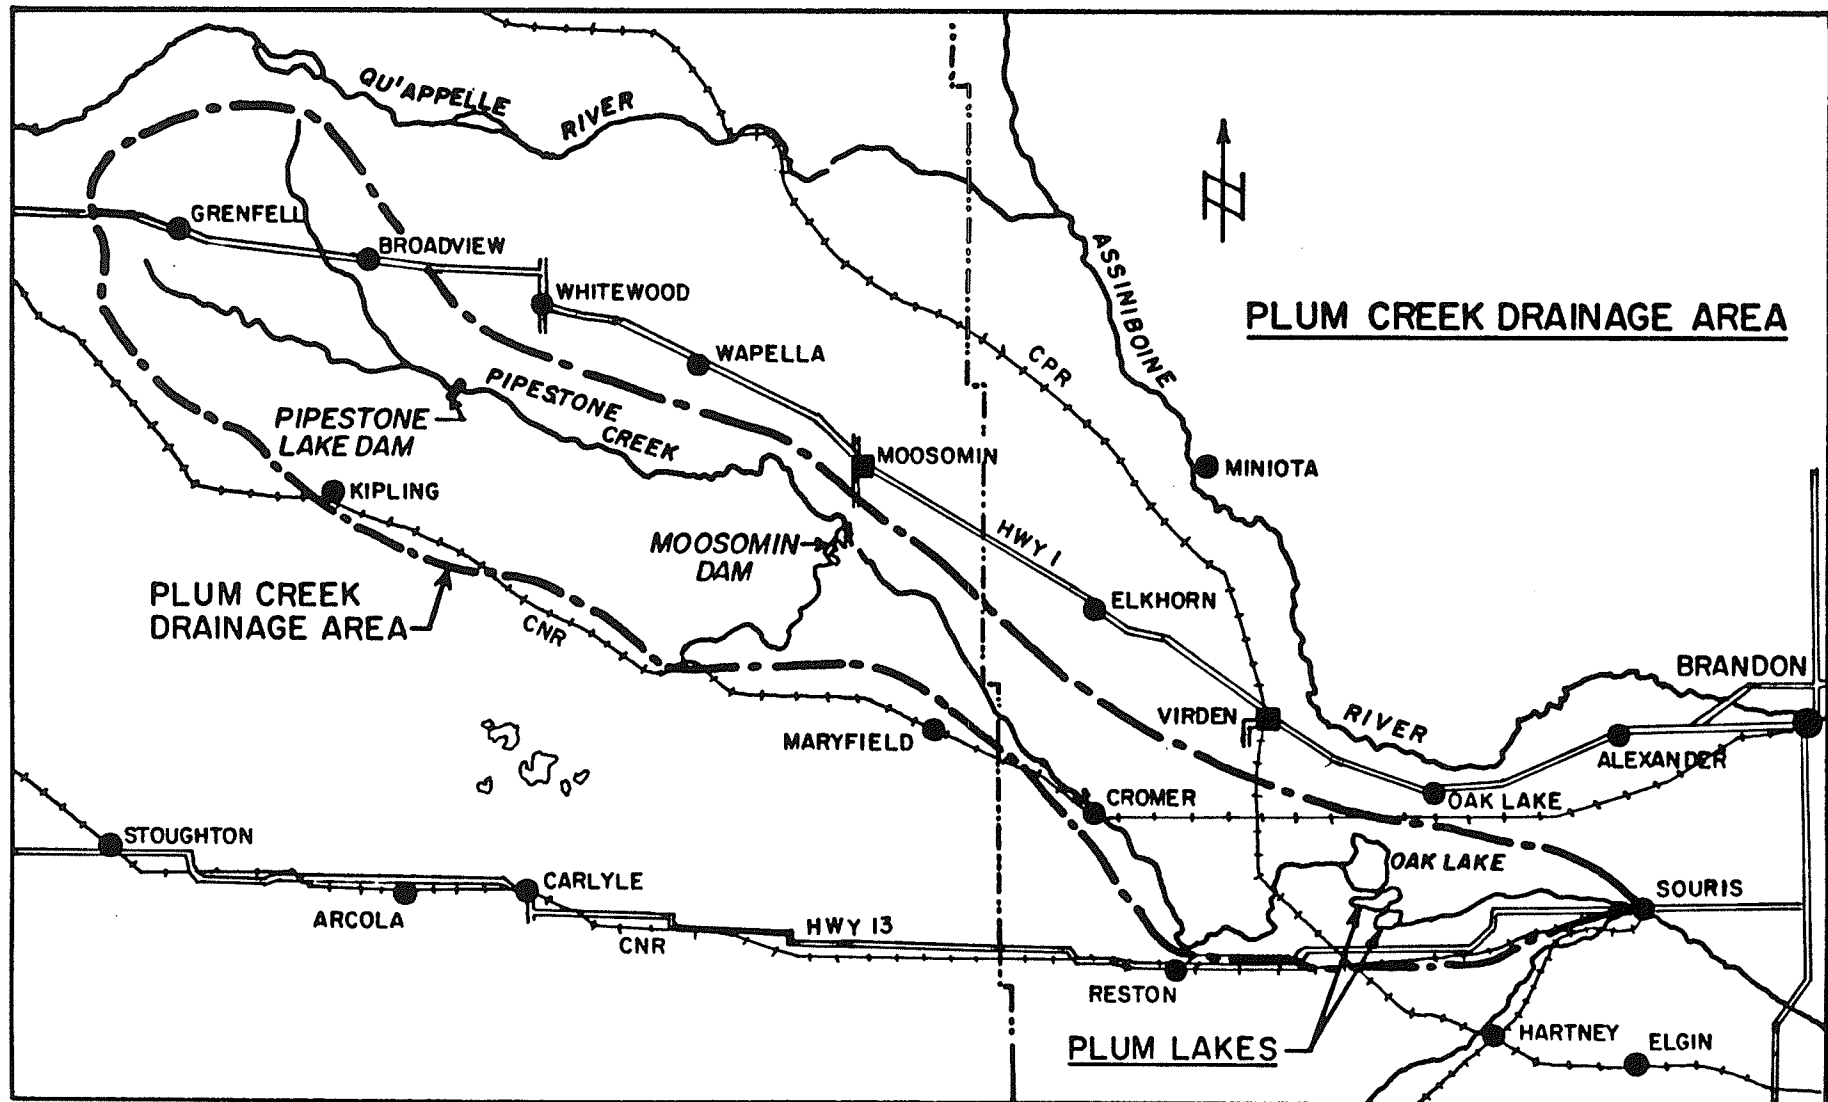 QU'APPELLE
RIVER
GRENFELL
BROADVIEW
WHITEWOOD
WAPELLA
ASSINIBOINE
PLUM CREEK DRAINAGE AREA
CPR
PIPESTONE
CREEK
PIPESTONE
LAKE DAM
MOOSOMIN
MINIOTA
KIPLING
MOOSOMIN
DAM
HWY 1
PLUM CREEK
DRAINAGE AREA
CNR
ELKHORN
BRANDON
VIRDEN
RIVER
MARYFIELD
ALEXANDER
CROMER
OAK LAKE
STOUGHTON
OAK LAKE
CARLYLE
SOURIS
ARCOLA
HWY 13
CNR
RESTON
PLUM LAKES
HARTNEY
ELGIN